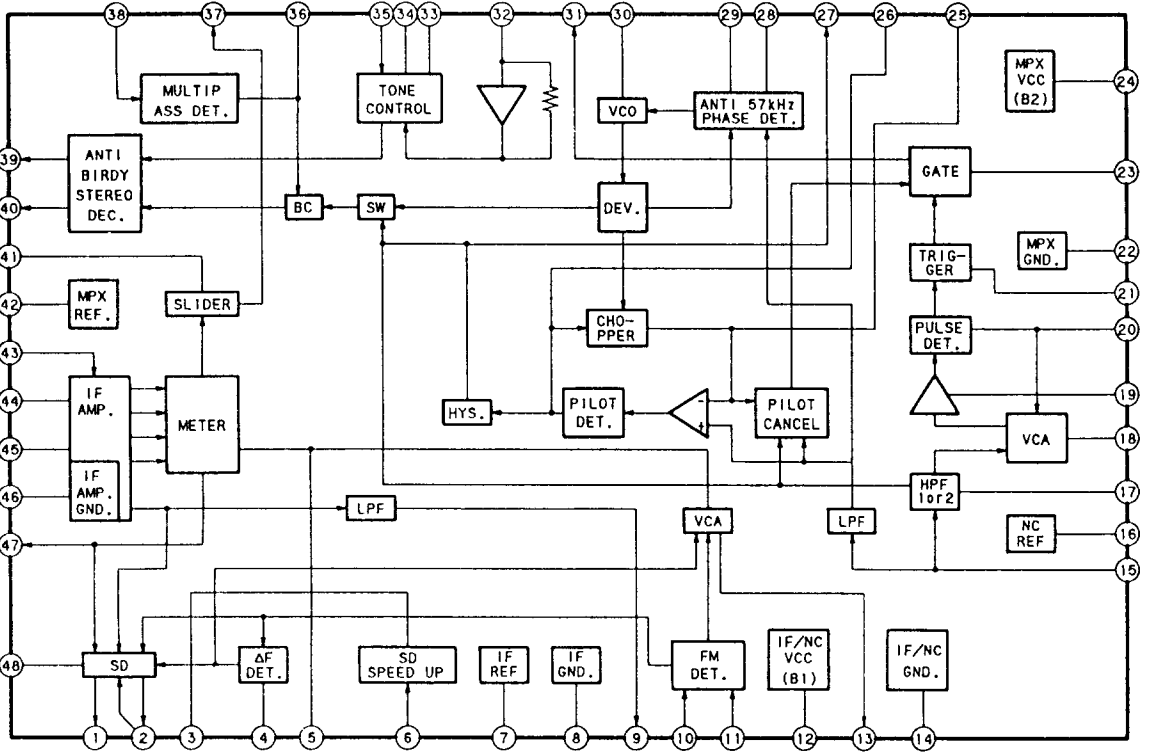 38 37 36 35 34 33 32 31 30 29 28 27 26 25
MULTIP
ASS DET.
TONE
CONTROL
VCO
ANTI 57kHz
PHASE DET.
MPX
VCC
(B2)
24
39
ANTI
BIRDY
STEREO
DEC.
40
BC
SW
DEV.
GATE
23
41
MPX
GND.
22
TRIG-
GER
21
42
MPX
REF.
SLIDER
CHO-
PPER
PULSE
DET.
20
43
44
IF
AMP.
METER
HYS.
PILOT
DET.
-
+
PILOT
CANCEL
19
VCA
18
45
IF
AMP.
GND.
46
LPF
VCA
LPF
HPF
1or2
17
NC
REF
16
47
15
48
SD
ΔF
DET.
SD
SPEED UP
IF
REF
IF
GND.
FM
DET.
IF/NC
VCC
(B1)
IF/NC
GND.
1 2 3 4 5 6 7 8 9 10 11 12 13 14